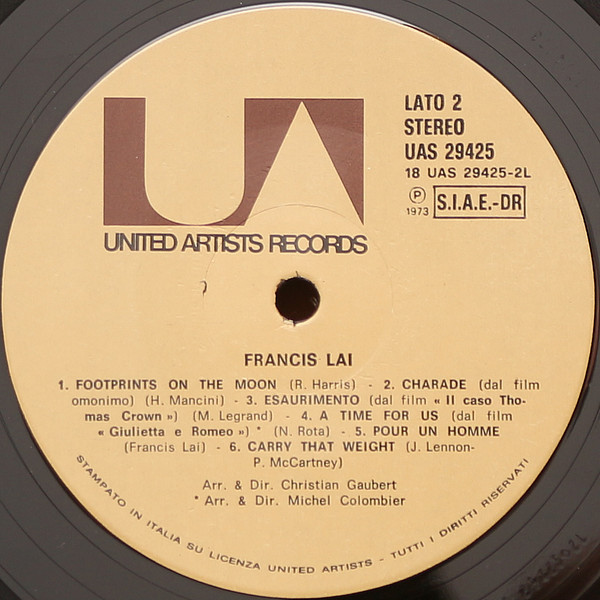 UA
LATO 2
STEREO
UAS 29425
18 UAS 29425-2L
Ⓟ 1973 S.I.A.E.-DR
UNITED ARTISTS RECORDS
FRANCIS LAI
1. FOOTPRINTS ON THE MOON (R. Harris) - 2. CHARADE (dal film
omonimo) (H. Mancini) - 3. ESAURIMENTO (dal film « Il caso Tho-
mas Crown ») (M. Legrand) - 4. A TIME FOR US (dal film
« Giulietta e Romeo ») * (N. Rota) - 5. POUR UN HOMME
(Francis Lai) - 6. CARRY THAT WEIGHT (J. Lennon-
P. McCartney)
Arr. & Dir. Christian Gaubert
* Arr. & Dir. Michel Colombier
STAMPATO IN ITALIA SU LICENZA UNITED ARTISTS - TUTTI I DIRITTI RISERVATI